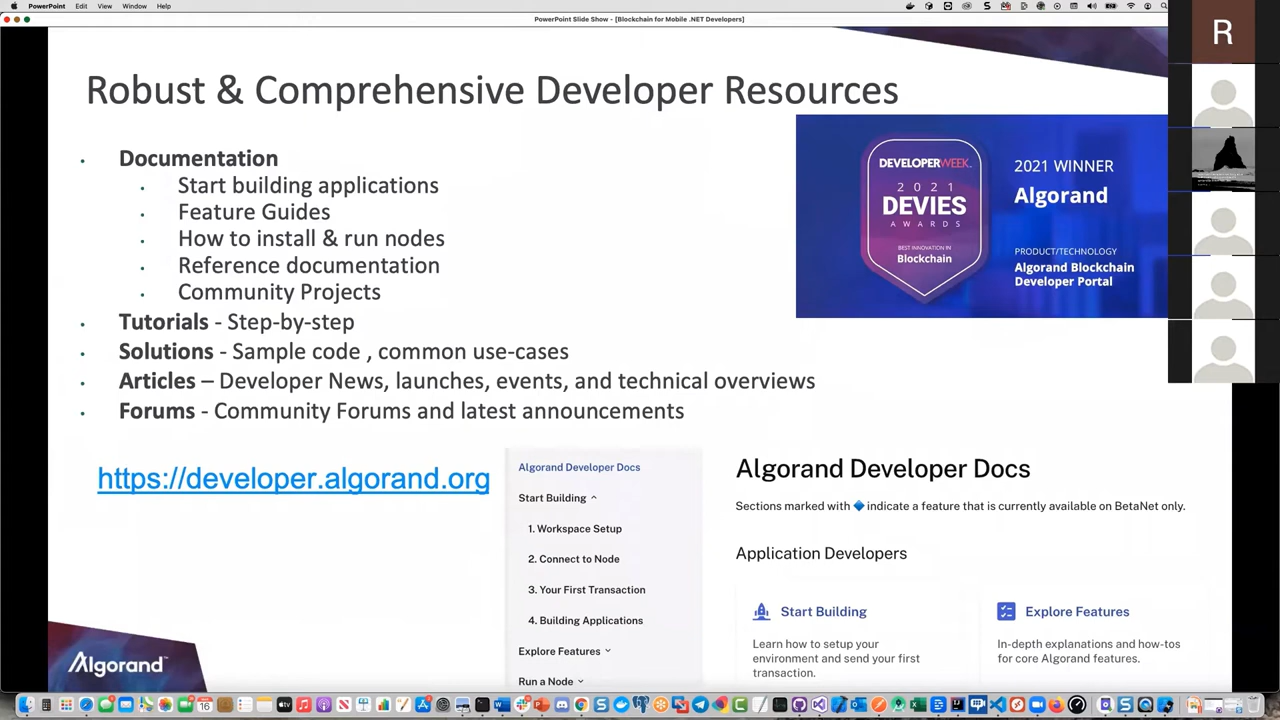 PowerPoint Edit View Window Help
PowerPoint Slide Show - [Blockchain for Mobile .NET Developers]
R
Robust & Comprehensive Developer Resources
• Documentation
• Start building applications
• Feature Guides
• How to install & run nodes
• Reference documentation
• Community Projects
• Tutorials - Step-by-step
• Solutions - Sample code , common use-cases
• Articles – Developer News, launches, events, and technical overviews
• Forums - Community Forums and latest announcements
DEVELOPERWEEK
2021
DEVIES
AWARDS
BEST INNOVATION IN
Blockchain
2021 WINNER
Algorand
PRODUCT/TECHNOLOGY
Algorand Blockchain
Developer Portal
https://developer.algorand.org
Algorand Developer Docs
Start Building
1. Workspace Setup
2. Connect to Node
3. Your First Transaction
4. Building Applications
Explore Features
Run a Node
Algorand Developer Docs
Sections marked with 🔷 indicate a feature that is currently available on BetaNet only.
Application Developers
Start Building
Learn how to setup your
environment and send your first
transaction.
Explore Features
In-depth explanations and how-tos
for core Algorand features.
Algorand™
16